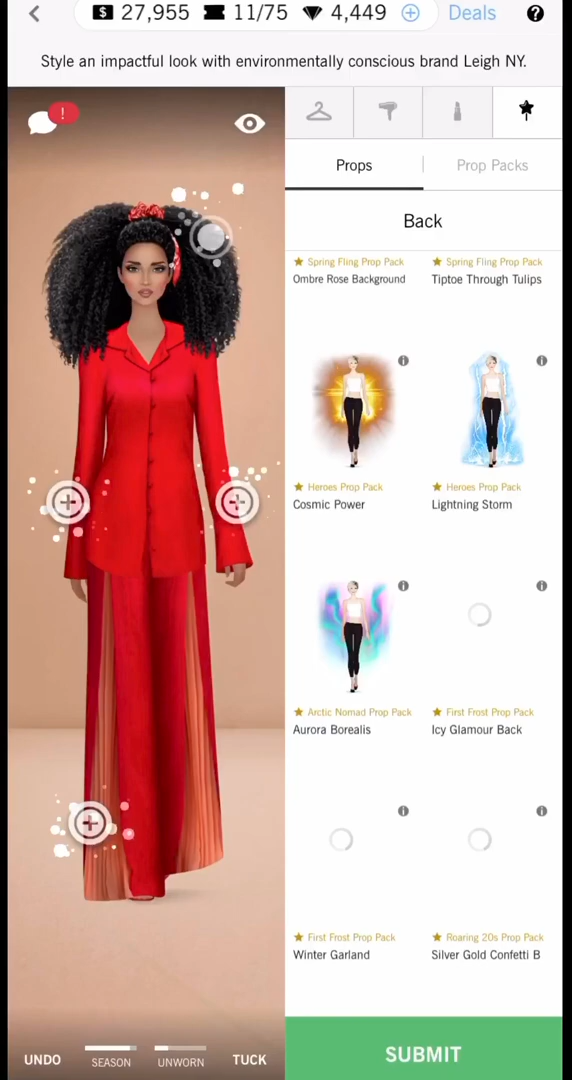 $ 27,955 11/75 4,449 Deals ?
Style an impactful look with environmentally conscious brand Leigh NY.
!
Props
Prop Packs
Back
Spring Fling Prop Pack
Ombre Rose Background
Spring Fling Prop Pack
Tiptoe Through Tulips
Heroes Prop Pack
Cosmic Power
Heroes Prop Pack
Lightning Storm
Arctic Nomad Prop Pack
Aurora Borealis
First Frost Prop Pack
Icy Glamour Back
First Frost Prop Pack
Winter Garland
Roaring 20s Prop Pack
Silver Gold Confetti B
UNDO
SEASON
UNWORN
TUCK
SUBMIT